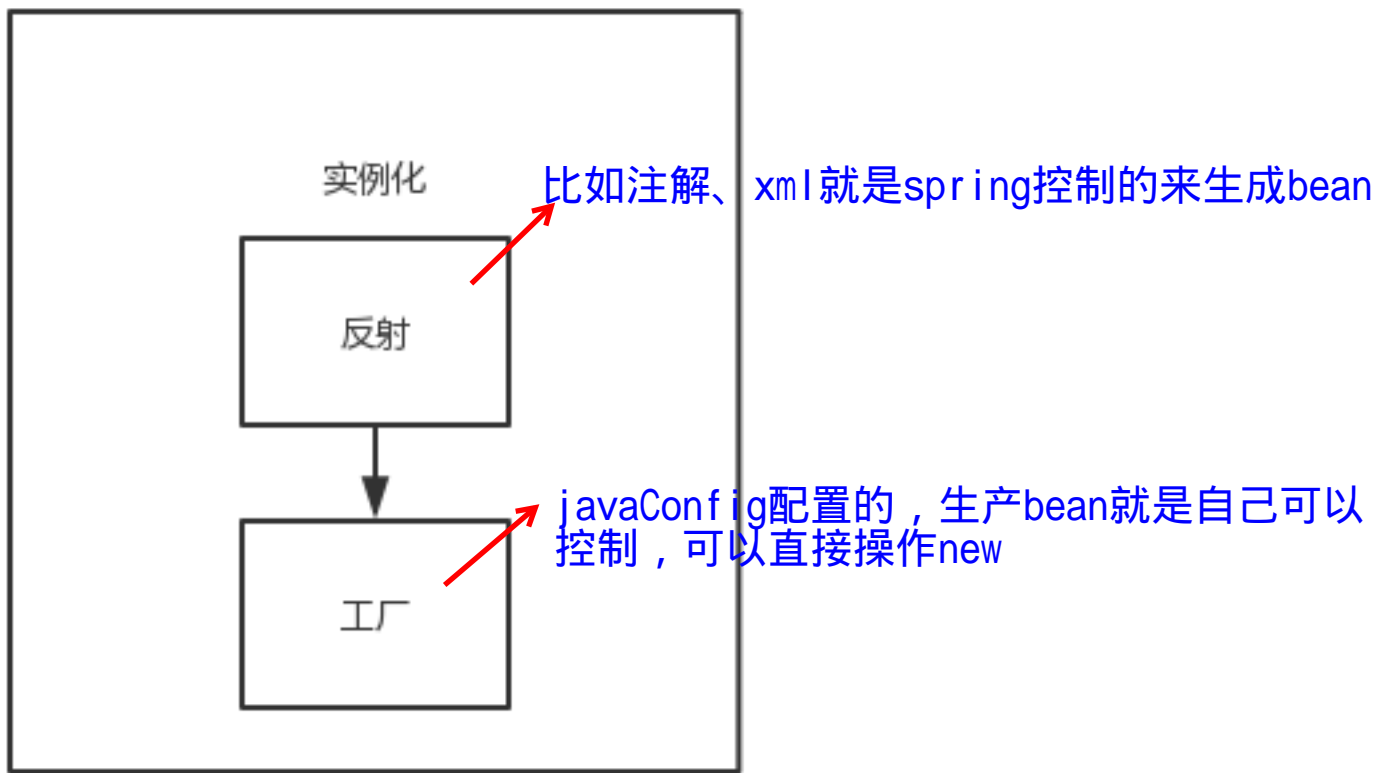 实例化
比如注解、xml就是spring控制的来生成bean
反射
javaConfig配置的，生产bean就是自己可以
控制，可以直接操作new
工厂